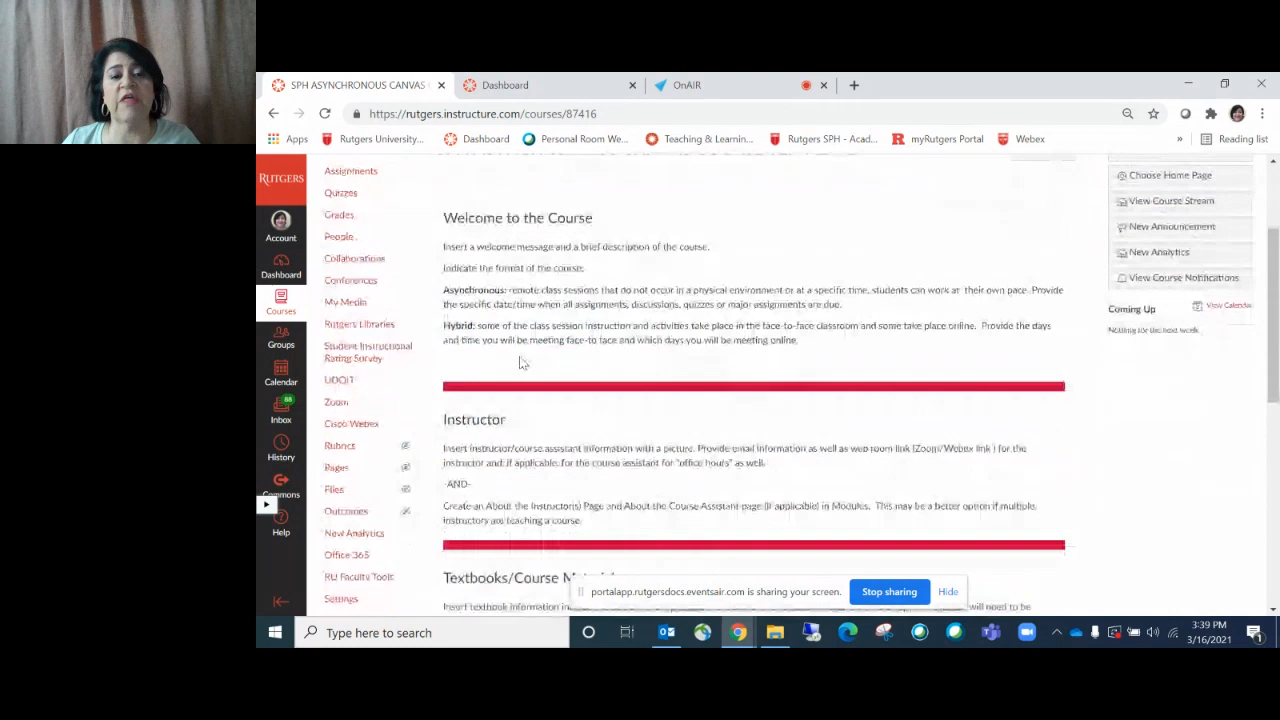 SPH ASYNCHRONOUS CANVAS
Dashboard
OnAIR
https://rutgers.instructure.com/courses/87416
Apps
Rutgers University...
Dashboard
Personal Room We...
Teaching & Learnin...
Rutgers SPH - Acad...
myRutgers Portal
Webex
»
Reading list
RUTGERS
Account
Dashboard
Courses
Groups
Calendar
88
Inbox
History
Commons
Help
Assignments
Quizzes
Grades
People
Collaborations
Conferences
My Media
Rutgers Libraries
Student Instructional
Rating Survey
UDOIT
Zoom
Cisco Webex
Rubrics
Pages
Files
Outcomes
New Analytics
Office 365
RU Faculty Tools
Settings
Welcome to the Course
Insert a welcome message and a brief description of the course.
Indicate the format of the course.
Asynchronous: remote class sessions that do not occur in a physical environment or at a specific time, students can work at their own pace. Provide
the specific date/time when all assignments, discussions, quizzes or major assignments are due.
Hybrid: some of the class session instruction and activities take place in the face-to-face classroom and some take place online. Provide the days
and time you will be meeting face-to face and which days you will be meeting online.
Instructor
Insert instructor/course assistant information with a picture. Provide email information as well as web room link (Zoom/Webex link ) for the
instructor and, if applicable, for the course assistant for "office hours" as well.
-AND-
Create an About the Instructor(s) Page and About the Course Assistant page (if applicable) in Modules. This may be a better option if multiple,
instructors are teaching a course.
Textbooks/Course
Insert textbook information
will need to be
Choose Home Page
View Course Stream
New Announcement
New Analytics
View Course Notifications
Coming Up
View Calendar
Nothing for the next week
portalapp.rutgersdocs.eventsair.com is sharing your screen.
Stop sharing
Hide
Type here to search
3:39 PM
3/16/2021